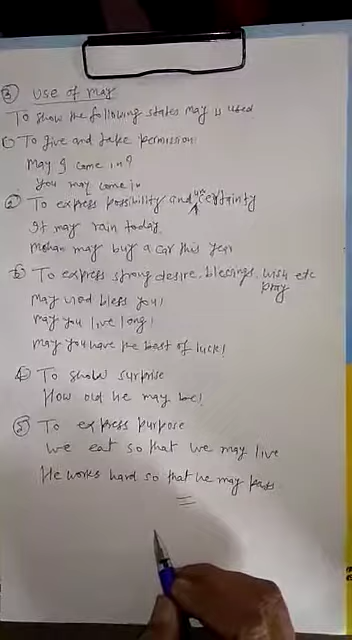 ③ Use of May
To show the following states may is used
1) To give and take permission
May I come in?
You may come in
2) To express possibility and un certainty
It may rain today.
Mohan may buy a car this year
3) To express strong desire, blessings, wish etc
pray
May God bless you!
May you live long!
May you have the best of luck!
4) To show surprise
How old he may be!
5) To express purpose
We eat so that we may live
He works hard so that he may pass